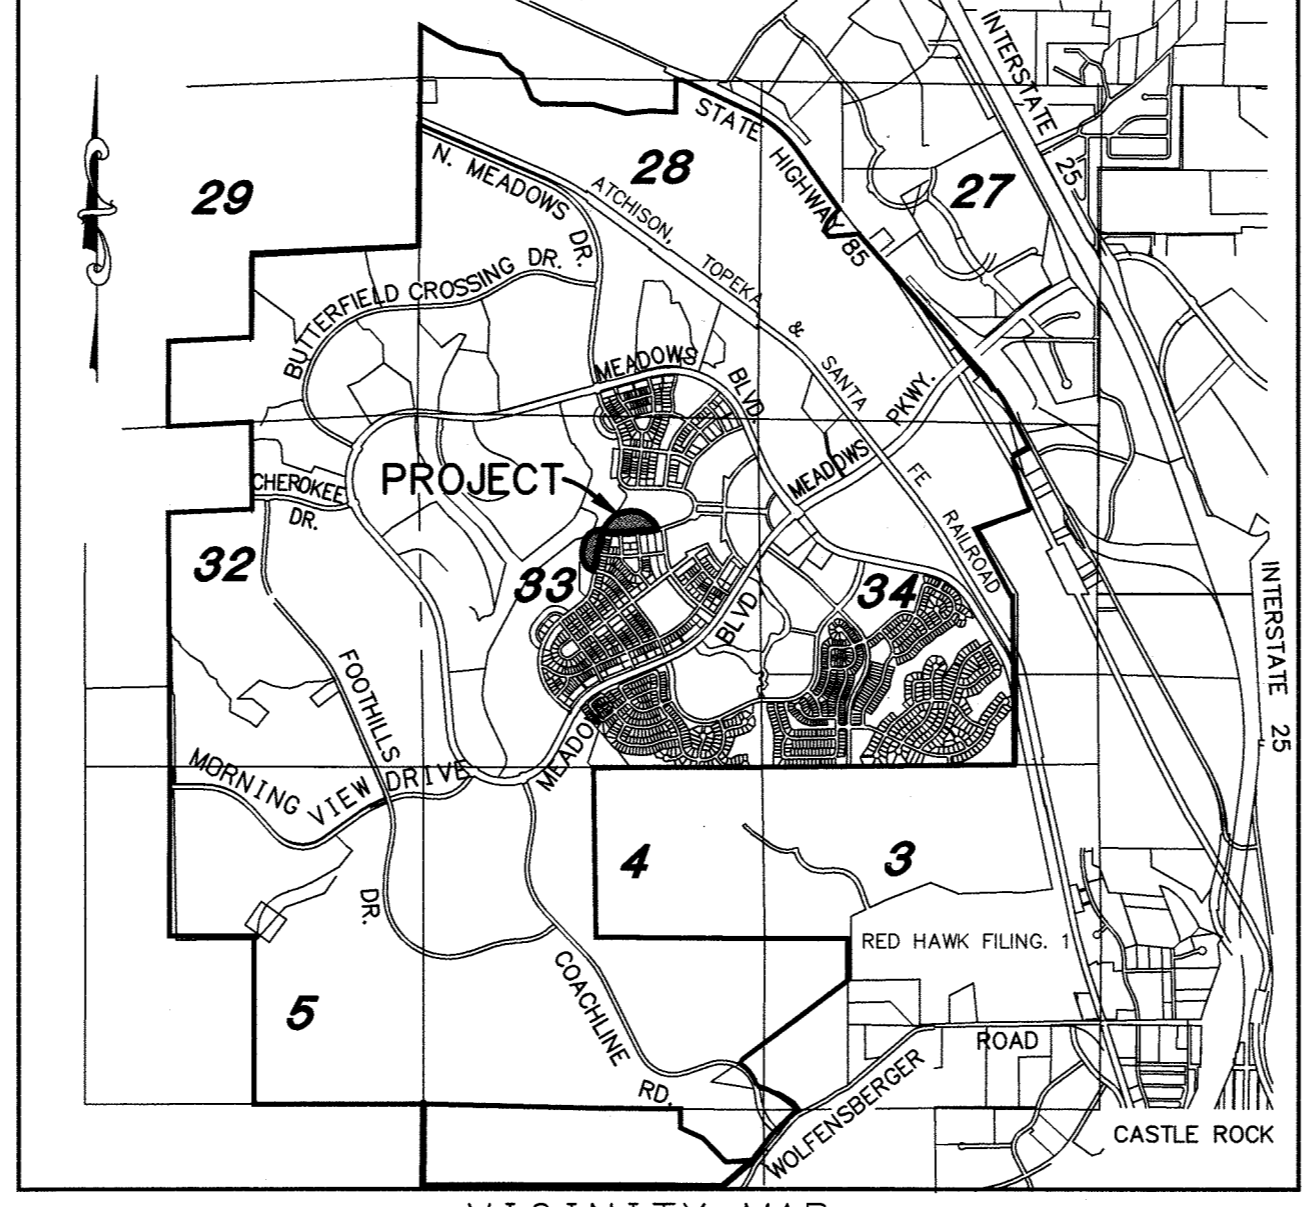 INTERSTATE 25
STATE HIGHWAY 85
28
27
29
N. MEADOWS DR.
ATCHISON, TOPEKA & SANTA FE RAILROAD
BUTTERFIELD CROSSING DR.
MEADOWS BLVD
MEADOWS PKWY.
PROJECT
CHEROKEE
DR.
32
33
34
BLVD.
INTERSTATE 25
FOOTHILLS
MEADOWS
MORNING VIEW DRIVE
4
3
DR.
RED HAWK FILING. 1
5
COACHLINE RD.
WOLFENSBERGER ROAD
CASTLE ROCK
VICINITY MAP